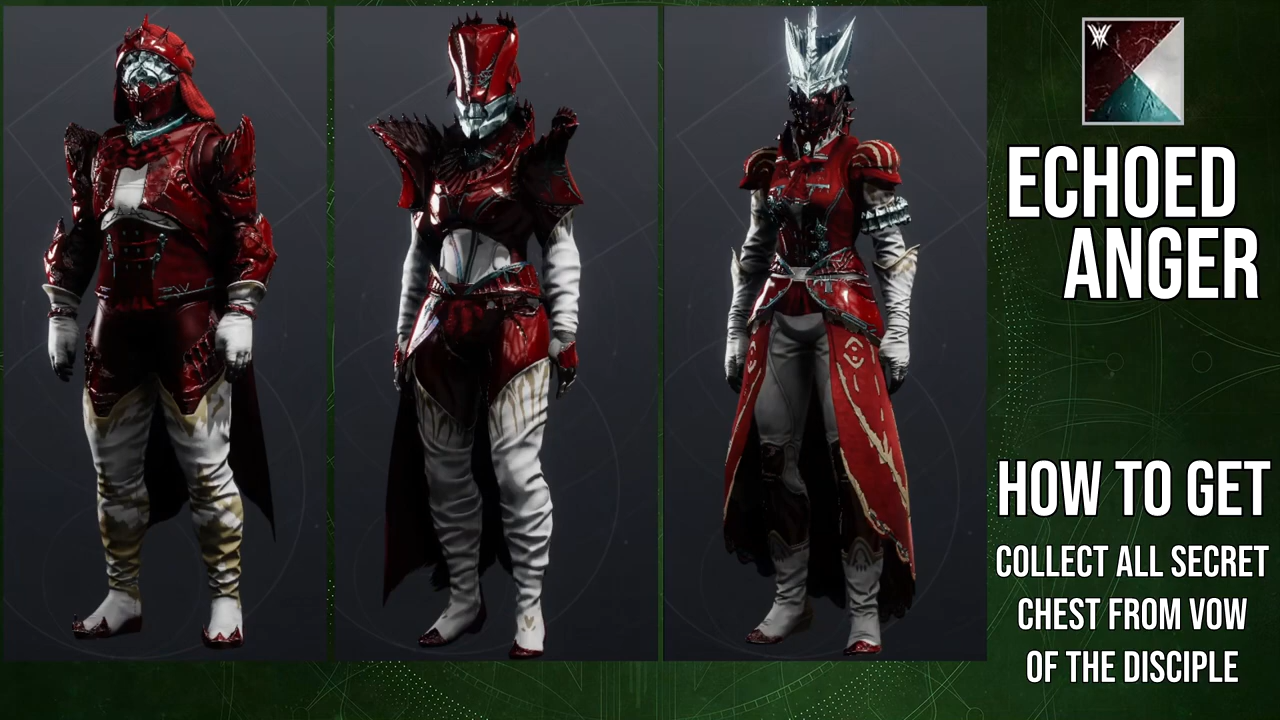 ECHOED
ANGER
HOW TO GET
COLLECT ALL SECRET
CHEST FROM VOW
OF THE DISCIPLE